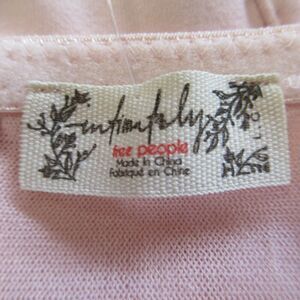 intimately
free people
Made in China
Fabriqué en Chine